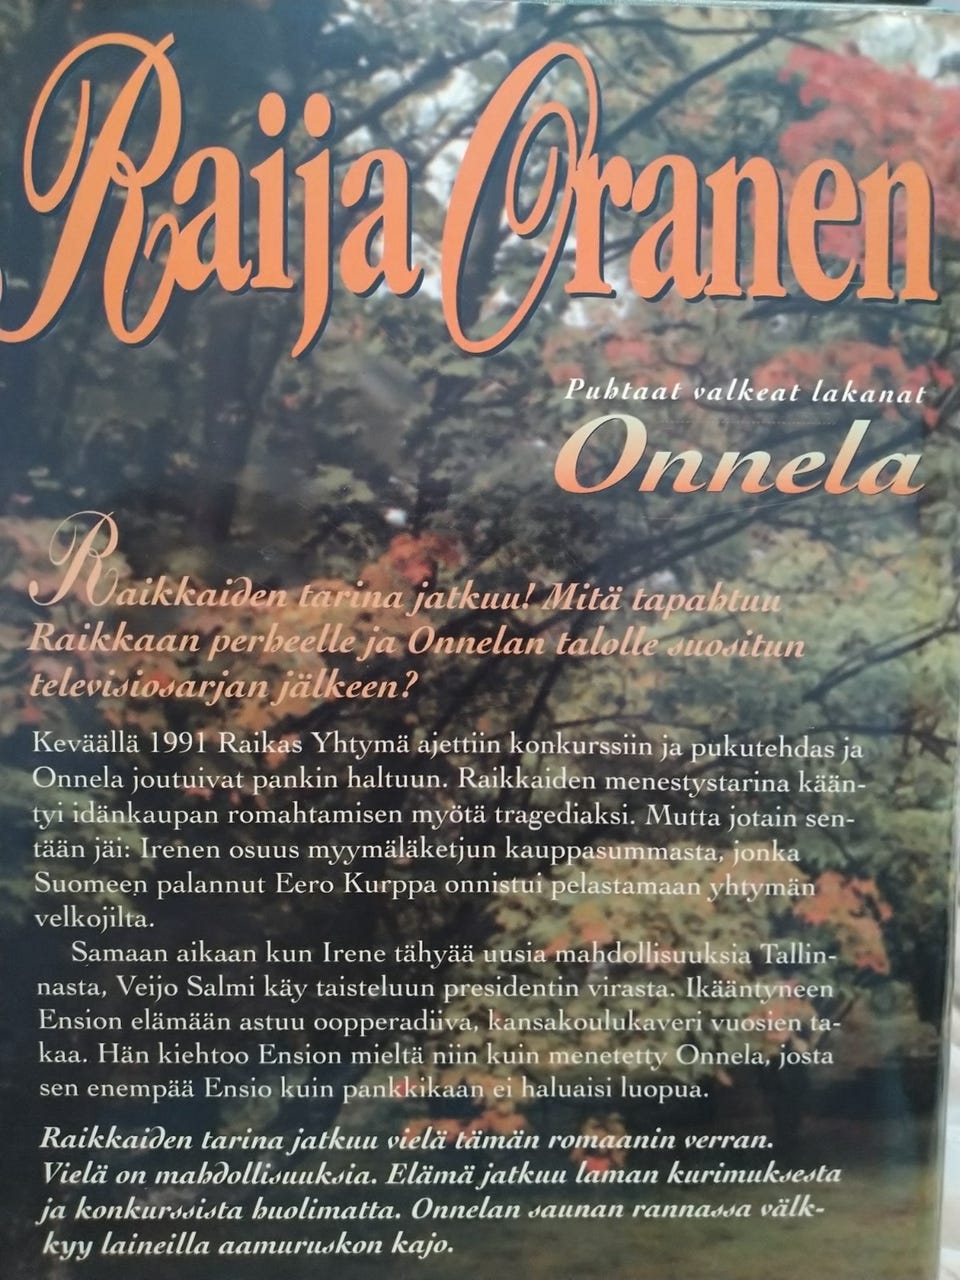 Raija Oranen
Puhtaat valkeat lakanat
Onnela
Raikkaiden tarina jatkuu! Mitä tapahtuu
Raikkaan perheelle ja Onnelan talolle suositun
televisiosarjan jälkeen?
Keväällä 1991 Raikas Yhtymä ajettiin konkurssiin ja pukutehdas ja
Onnela joutuivat pankin haltuun. Raikkaiden menestystarina kään-
tyi idänkaupan romahtamisen myötä tragediaksi. Mutta jotain sen-
tään jäi: Irenen osuus myymäläketjun kauppasummasta, jonka
Suomeen palannut Eero Kurppa onnistui pelastamaan yhtymän
velkojilta.
Samaan aikaan kun Irene tähyää uusia mahdollisuuksia Tallin-
nasta, Veijo Salmi käy taisteluun presidentin virasta. Ikääntyneen
Ension elämään astuu oopperadiiva, kansakoulukaveri vuosien ta-
kaa. Hän kiehtoo Ension mieltä niin kuin menetetty Onnela, josta
sen enempää Ensio kuin pankkikaan ei haluaisi luopua.
Raikkaiden tarina jatkuu vielä tämän romaanin verran.
Vielä on mahdollisuuksia. Elämä jatkuu laman kurimuksesta
ja konkurssista huolimatta. Onnelan saunan rannassa välk-
kyy laineilla aamuruskon kajo.